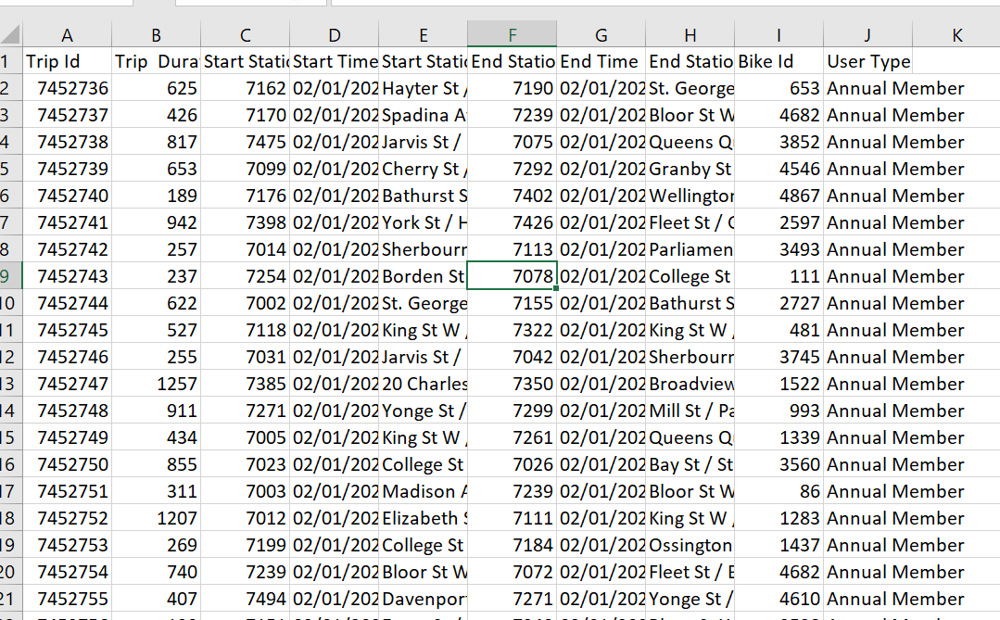 A B C D E F G H I J K
1 Trip Id Trip Dura Start Static Start Time Start Static End Statio End Time End Statio Bike Id User Type
2 7452736 625 7162 02/01/202 Hayter St / 7190 02/01/202 St. George 653 Annual Member
3 7452737 426 7170 02/01/202 Spadina A 7239 02/01/202 Bloor St W 4682 Annual Member
4 7452738 817 7475 02/01/202 Jarvis St / 7075 02/01/202 Queens Q 3852 Annual Member
5 7452739 653 7099 02/01/202 Cherry St / 7292 02/01/202 Granby St 4546 Annual Member
6 7452740 189 7176 02/01/202 Bathurst S 7402 02/01/202 Wellington 4867 Annual Member
7 7452741 942 7398 02/01/202 York St / H 7426 02/01/202 Fleet St / 2597 Annual Member
8 7452742 257 7014 02/01/202 Sherbourn 7113 02/01/202 Parliamen 3493 Annual Member
9 7452743 237 7254 02/01/202 Borden St 7078 02/01/202 College St 111 Annual Member
10 7452744 622 7002 02/01/202 St. George 7155 02/01/202 Bathurst S 2727 Annual Member
11 7452745 527 7118 02/01/202 King St W / 7322 02/01/202 King St W / 481 Annual Member
12 7452746 255 7031 02/01/202 Jarvis St / 7042 02/01/202 Sherbourn 3745 Annual Member
13 7452747 1257 7385 02/01/202 20 Charles 7350 02/01/202 Broadview 1522 Annual Member
14 7452748 911 7271 02/01/202 Yonge St / 7299 02/01/202 Mill St / Pa 993 Annual Member
15 7452749 434 7005 02/01/202 King St W / 7261 02/01/202 Queens Q 1339 Annual Member
16 7452750 855 7023 02/01/202 College St 7026 02/01/202 Bay St / St 3560 Annual Member
17 7452751 311 7003 02/01/202 Madison A 7239 02/01/202 Bloor St W 86 Annual Member
18 7452752 1207 7012 02/01/202 Elizabeth S 7111 02/01/202 King St W / 1283 Annual Member
19 7452753 269 7199 02/01/202 College St 7184 02/01/202 Ossington 1437 Annual Member
20 7452754 740 7239 02/01/202 Bloor St W 7072 02/01/202 Fleet St / B 4682 Annual Member
21 7452755 407 7494 02/01/202 Davenpor 7271 02/01/202 Yonge St / 4610 Annual Member